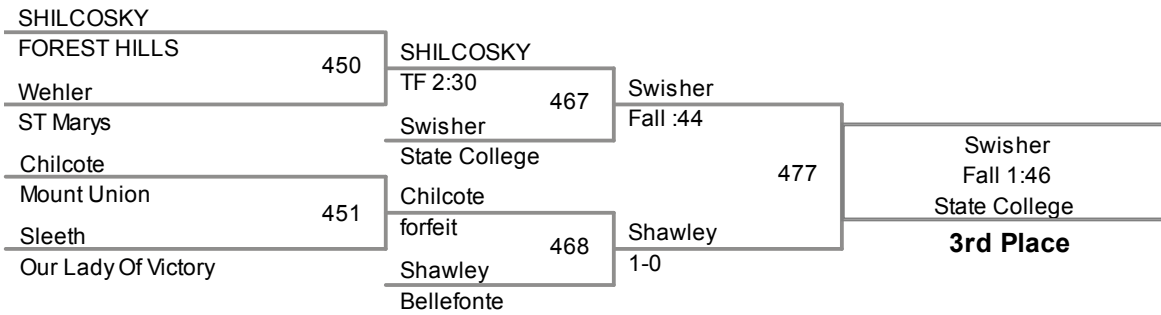 SHILCOSKY
FOREST HILLS
450
Wehler
ST Marys
Chilcote
Mount Union
451
Sleeth
Our Lady Of Victory
SHILCOSKY
TF 2:30
467
Swisher
State College
Chilcote
forfeit
468
Shawley
Bellefonte
Swisher
Fall :44
477
Shawley
1-0
Swisher
Fall 1:46
State College
3rd Place